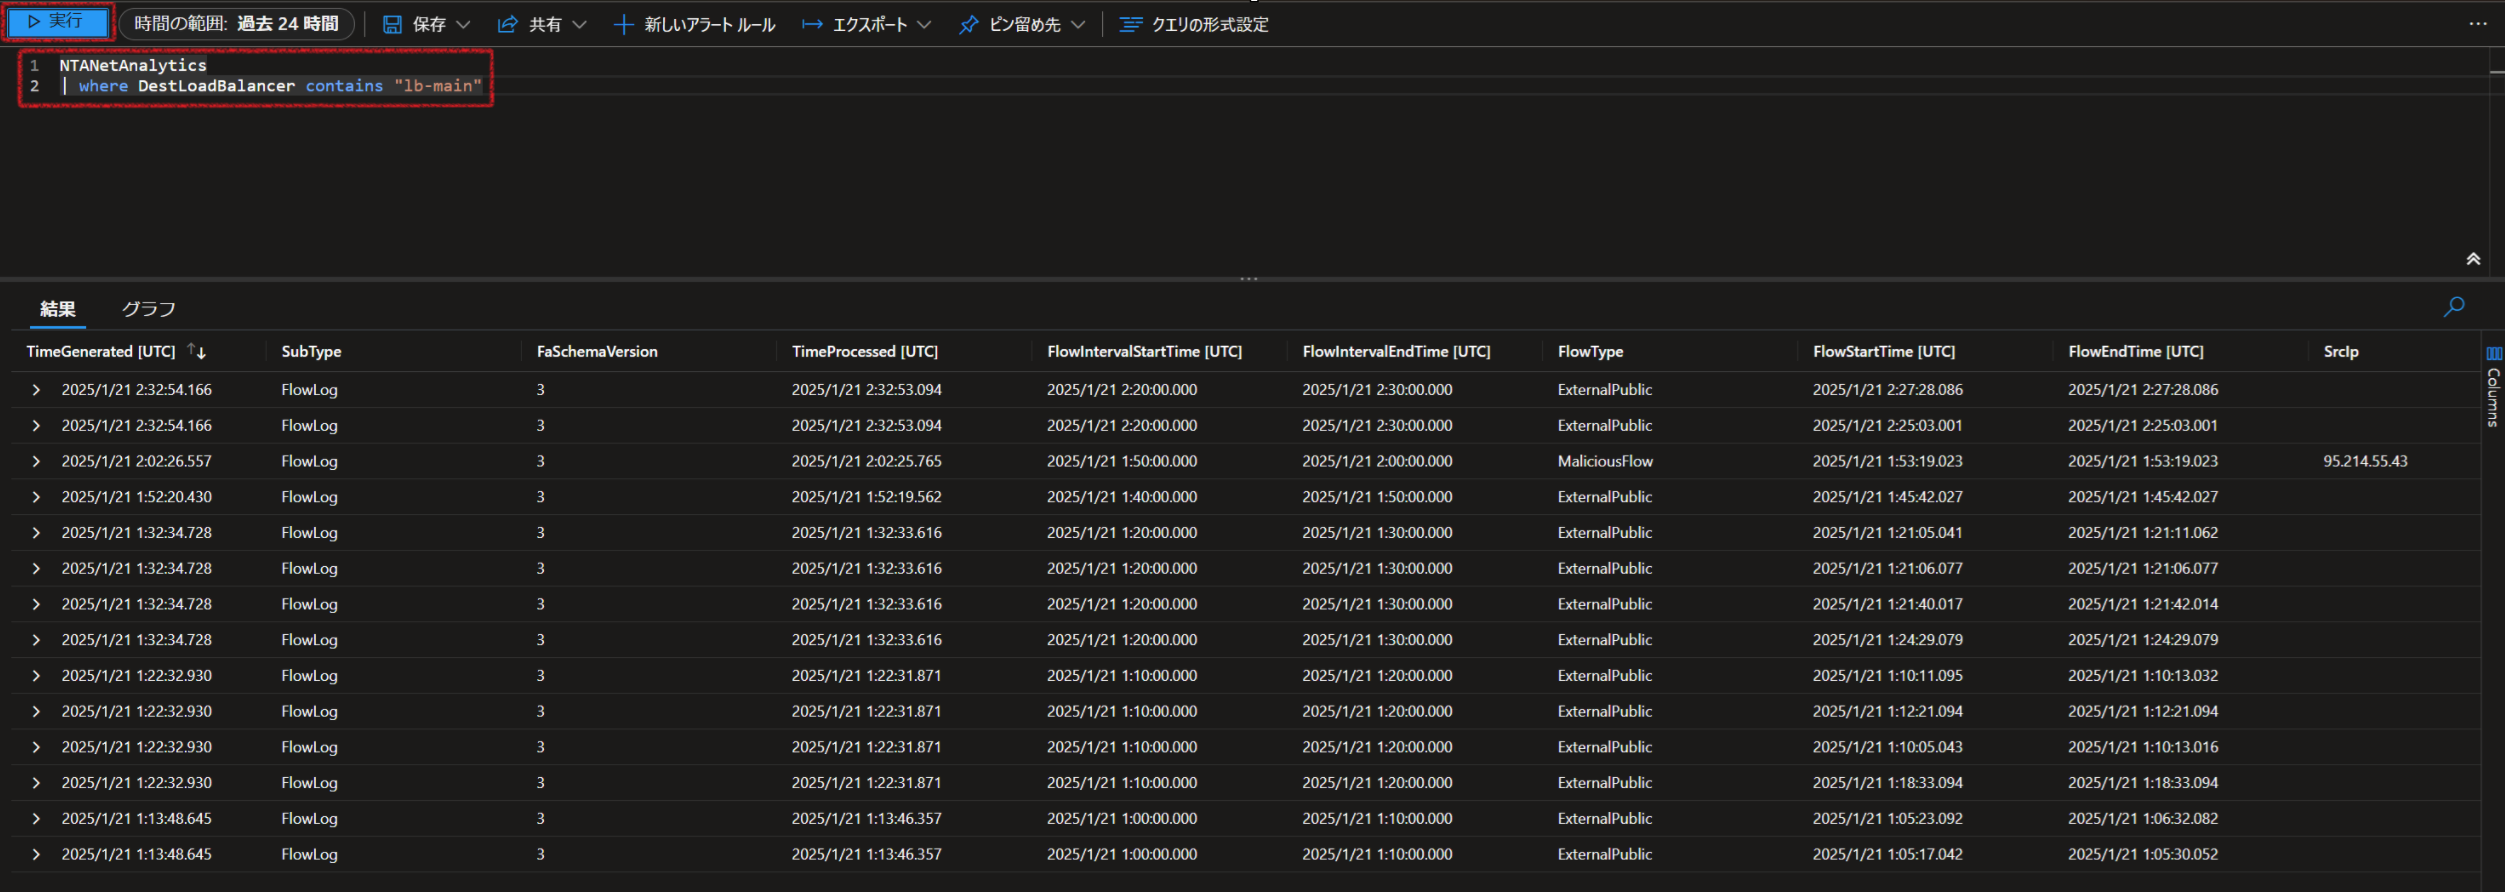 実行 時間の範囲: 過去 24 時間 保存 共有 新しいアラート ルール エクスポート ピン留め先 クエリの形式設定 ...
1 NTANetAnalytics
2 | where DestLoadBalancer contains "lb-main"
結果 グラフ
TimeGenerated [UTC] SubType FaSchemaVersion TimeProcessed [UTC] FlowIntervalStartTime [UTC] FlowIntervalEndTime [UTC] FlowType FlowStartTime [UTC] FlowEndTime [UTC] SrcIp
2025/1/21 2:32:54.166 FlowLog 3 2025/1/21 2:32:53.094 2025/1/21 2:20:00.000 2025/1/21 2:30:00.000 ExternalPublic 2025/1/21 2:27:28.086 2025/1/21 2:27:28.086
2025/1/21 2:32:54.166 FlowLog 3 2025/1/21 2:32:53.094 2025/1/21 2:20:00.000 2025/1/21 2:30:00.000 ExternalPublic 2025/1/21 2:25:03.001 2025/1/21 2:25:03.001
2025/1/21 2:02:26.557 FlowLog 3 2025/1/21 2:02:25.765 2025/1/21 1:50:00.000 2025/1/21 2:00:00.000 MaliciousFlow 2025/1/21 1:53:19.023 2025/1/21 1:53:19.023 95.214.55.43
2025/1/21 1:52:20.430 FlowLog 3 2025/1/21 1:52:19.562 2025/1/21 1:40:00.000 2025/1/21 1:50:00.000 ExternalPublic 2025/1/21 1:45:42.027 2025/1/21 1:45:42.027
2025/1/21 1:32:34.728 FlowLog 3 2025/1/21 1:32:33.616 2025/1/21 1:20:00.000 2025/1/21 1:30:00.000 ExternalPublic 2025/1/21 1:21:05.041 2025/1/21 1:21:11.062
2025/1/21 1:32:34.728 FlowLog 3 2025/1/21 1:32:33.616 2025/1/21 1:20:00.000 2025/1/21 1:30:00.000 ExternalPublic 2025/1/21 1:21:06.077 2025/1/21 1:21:06.077
2025/1/21 1:32:34.728 FlowLog 3 2025/1/21 1:32:33.616 2025/1/21 1:20:00.000 2025/1/21 1:30:00.000 ExternalPublic 2025/1/21 1:21:40.017 2025/1/21 1:21:42.014
2025/1/21 1:32:34.728 FlowLog 3 2025/1/21 1:32:33.616 2025/1/21 1:20:00.000 2025/1/21 1:30:00.000 ExternalPublic 2025/1/21 1:24:29.079 2025/1/21 1:24:29.079
2025/1/21 1:22:32.930 FlowLog 3 2025/1/21 1:22:31.871 2025/1/21 1:10:00.000 2025/1/21 1:20:00.000 ExternalPublic 2025/1/21 1:10:11.095 2025/1/21 1:10:13.032
2025/1/21 1:22:32.930 FlowLog 3 2025/1/21 1:22:31.871 2025/1/21 1:10:00.000 2025/1/21 1:20:00.000 ExternalPublic 2025/1/21 1:12:21.094 2025/1/21 1:12:21.094
2025/1/21 1:22:32.930 FlowLog 3 2025/1/21 1:22:31.871 2025/1/21 1:10:00.000 2025/1/21 1:20:00.000 ExternalPublic 2025/1/21 1:10:05.043 2025/1/21 1:10:13.016
2025/1/21 1:22:32.930 FlowLog 3 2025/1/21 1:22:31.871 2025/1/21 1:10:00.000 2025/1/21 1:20:00.000 ExternalPublic 2025/1/21 1:18:33.094 2025/1/21 1:18:33.094
2025/1/21 1:13:48.645 FlowLog 3 2025/1/21 1:13:46.357 2025/1/21 1:00:00.000 2025/1/21 1:10:00.000 ExternalPublic 2025/1/21 1:05:23.092 2025/1/21 1:06:32.082
2025/1/21 1:13:48.645 FlowLog 3 2025/1/21 1:13:46.357 2025/1/21 1:00:00.000 2025/1/21 1:10:00.000 ExternalPublic 2025/1/21 1:05:17.042 2025/1/21 1:05:30.052
Columns